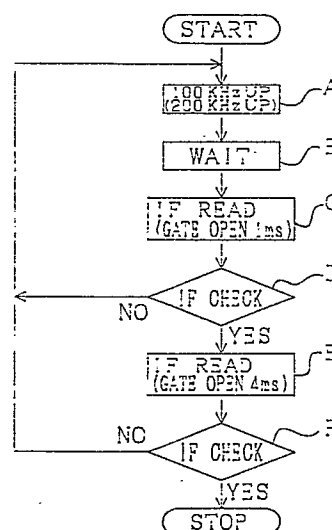 START
100 KHz UP
(200 KHz UP)
A
WAIT
B
IF READ
(GATE OPEN 1ms)
C
IF CHECK
D
NO
YES
IF READ
(GATE OPEN 4ms)
E
IF CHECK
F
NO
YES
STOP